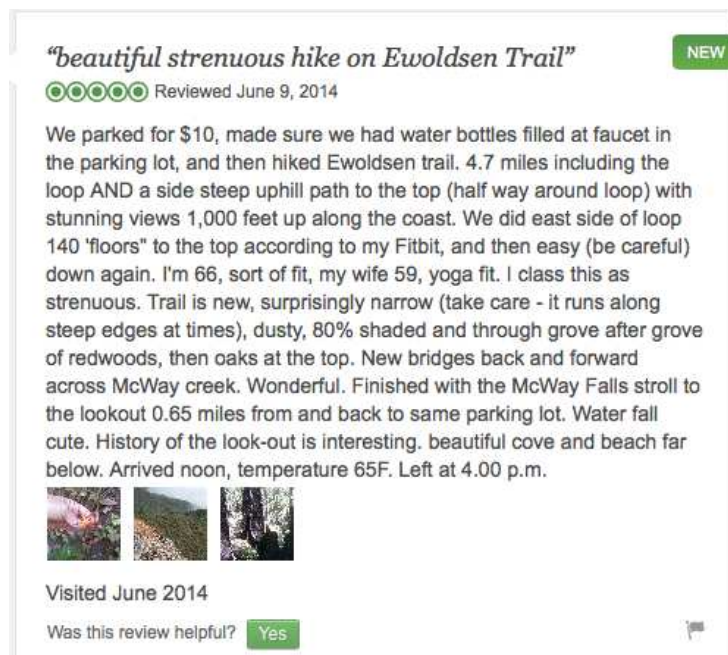 “beautiful strenuous hike on Ewoldsen Trail”
NEW
Reviewed June 9, 2014
We parked for $10, made sure we had water bottles filled at faucet in
the parking lot, and then hiked Ewoldsen trail. 4.7 miles including the
loop AND a side steep uphill path to the top (half way around loop) with
stunning views 1,000 feet up along the coast. We did east side of loop
140 'floors" to the top according to my Fitbit, and then easy (be careful)
down again. I'm 66, sort of fit, my wife 59, yoga fit. I class this as
strenuous. Trail is new, surprisingly narrow (take care - it runs along
steep edges at times), dusty, 80% shaded and through grove after grove
of redwoods, then oaks at the top. New bridges back and forward
across McWay creek. Wonderful. Finished with the McWay Falls stroll to
the lookout 0.65 miles from and back to same parking lot. Water fall
cute. History of the look-out is interesting. beautiful cove and beach far
below. Arrived noon, temperature 65F. Left at 4.00 p.m.
Visited June 2014
Was this review helpful? Yes